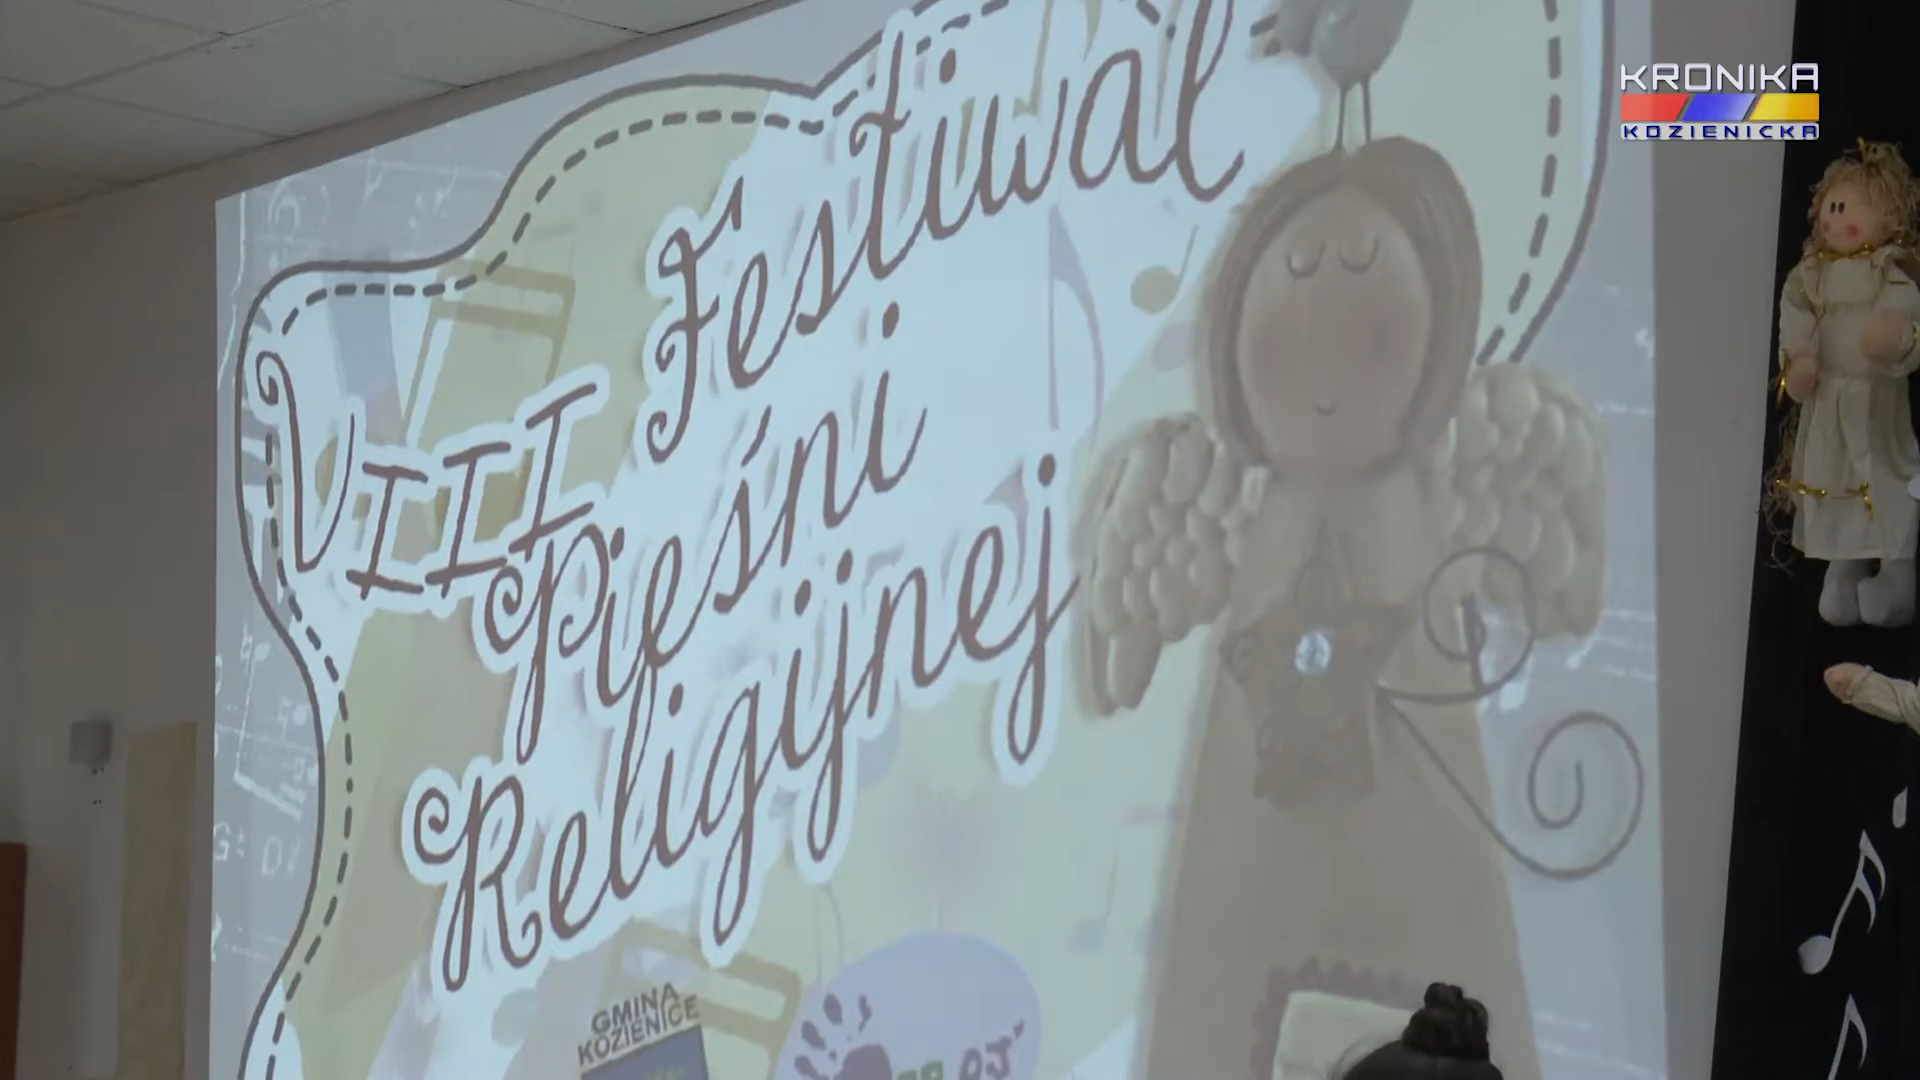 KRONIKA
KOZIENICKA
VIII Festiwal
Pieśni
Religijnej
GMINA
KOZIENICE